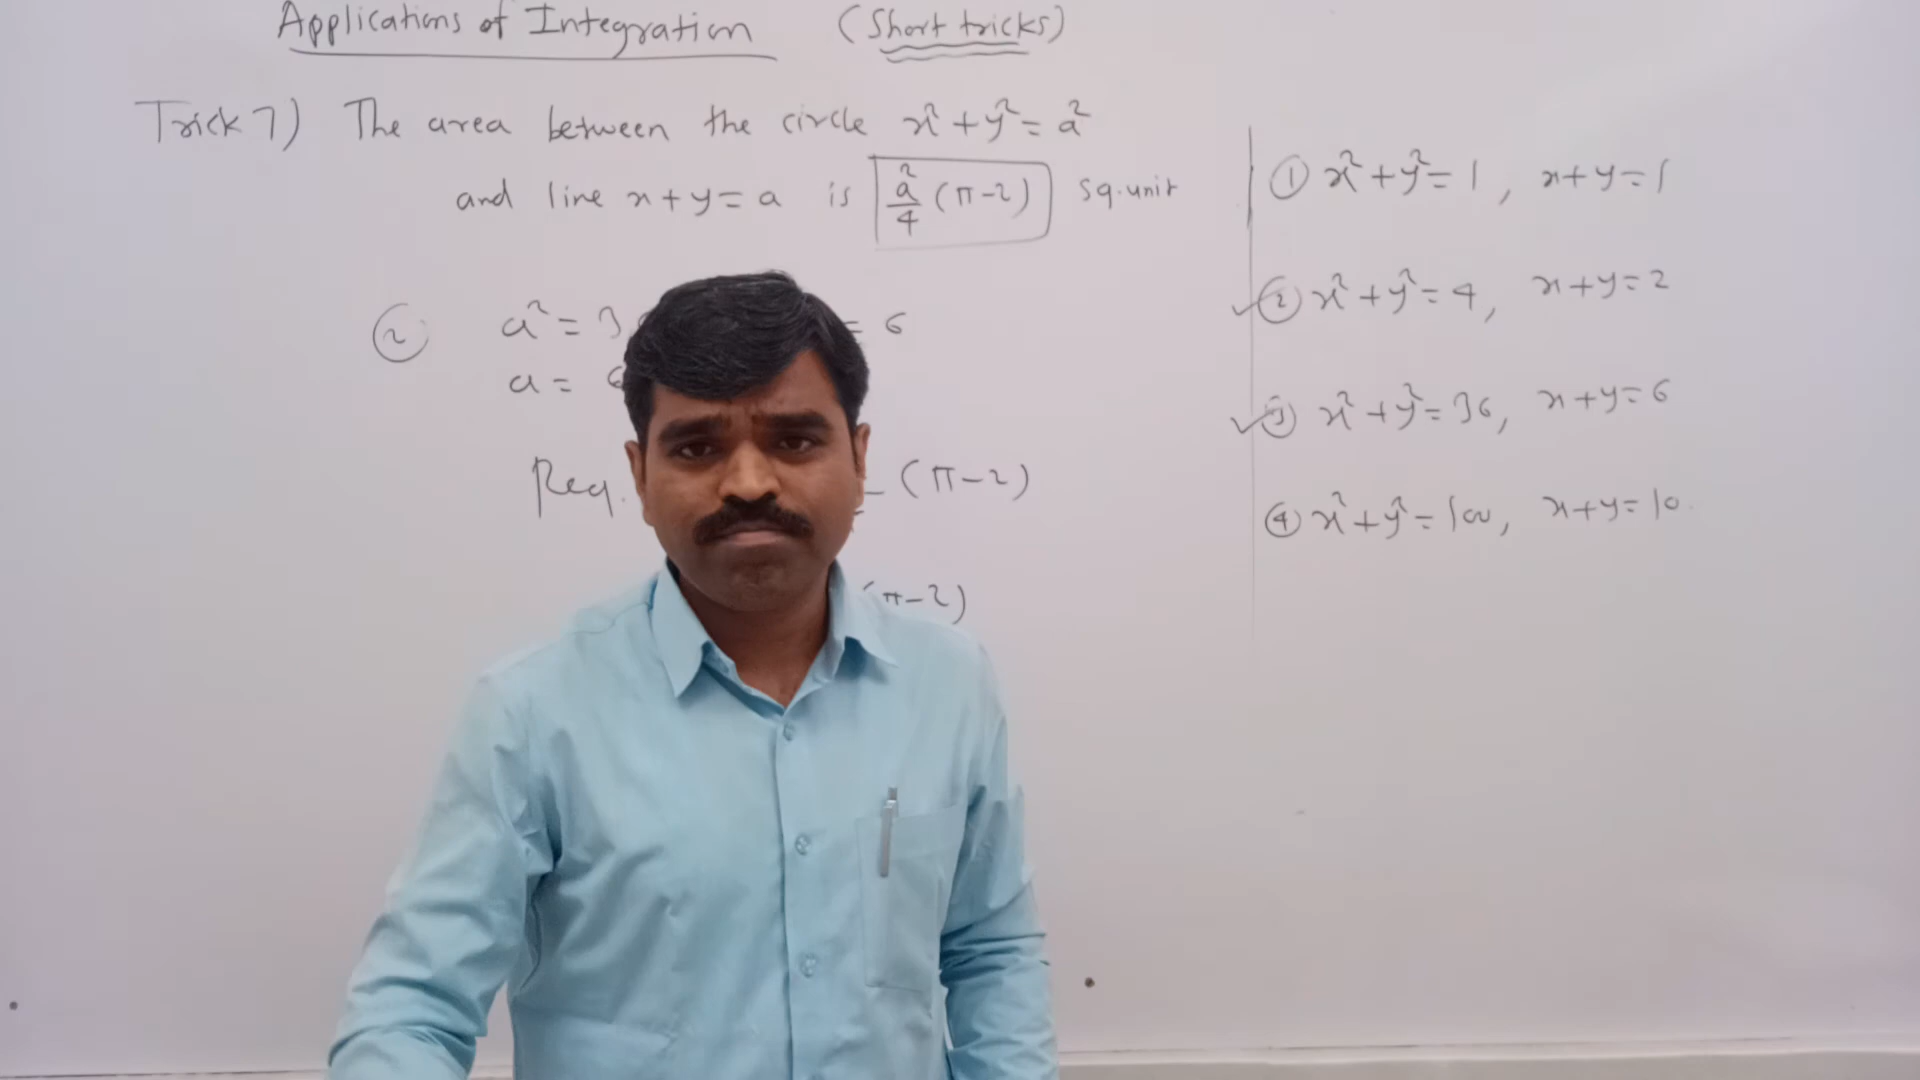 Applications of Integration (Short tricks)
Trick 7) The area between the circle x²+y²=a²
and line x+y=a is a²/4 (π-2) sq.unit
② a²=3 = 6
a=
Req. (π-2)
(π-2)
① x²+y²=1, x+y=1
✓② x²+y²=4, x+y=2
✓③ x²+y²=36, x+y=6
④ x²+y²=100, x+y=10